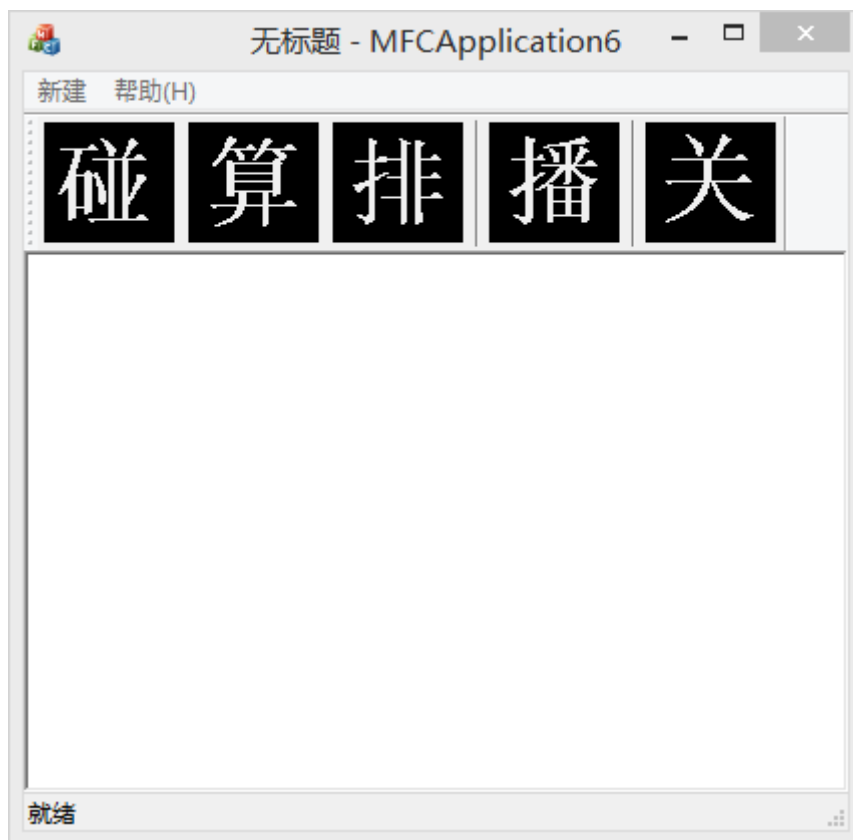 无标题 - MFCApplication6
新建 帮助(H)
碰 算 排 播 关
就绪